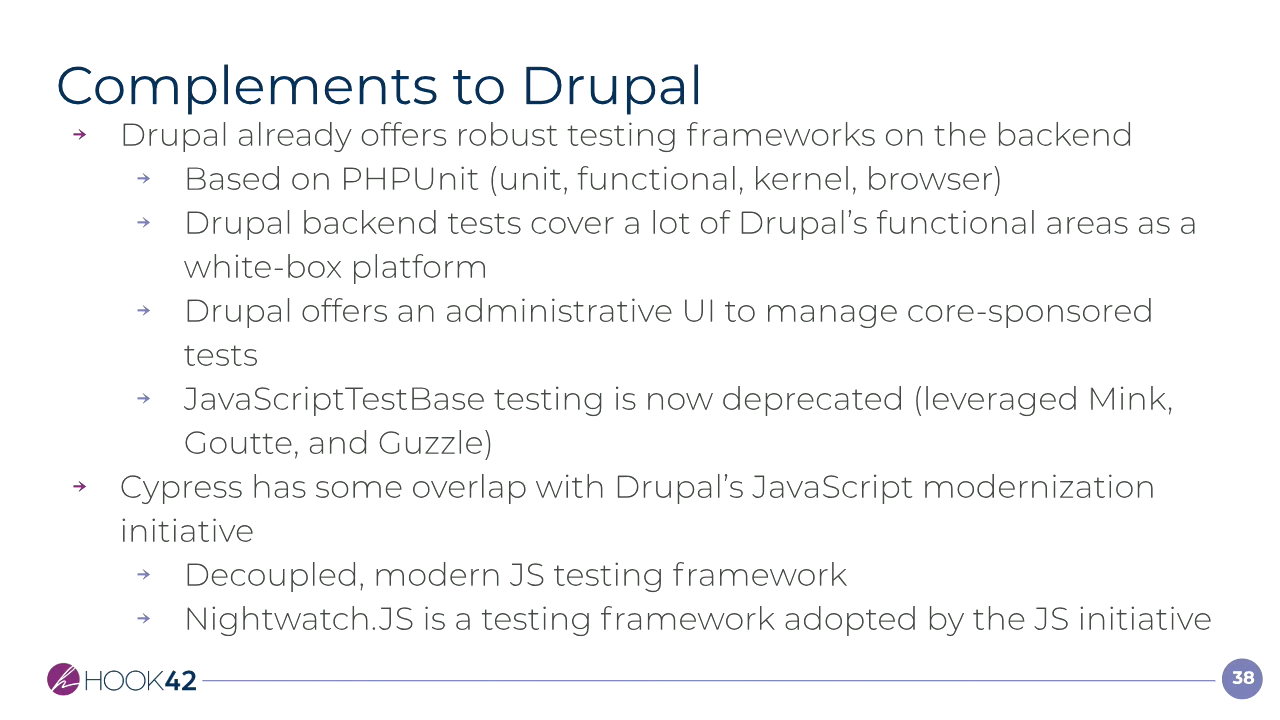 Complements to Drupal
→ Drupal already offers robust testing frameworks on the backend
→ Based on PHPUnit (unit, functional, kernel, browser)
→ Drupal backend tests cover a lot of Drupal’s functional areas as a
white-box platform
→ Drupal offers an administrative UI to manage core-sponsored
tests
→ JavaScriptTestBase testing is now deprecated (leveraged Mink,
Goutte, and Guzzle)
→ Cypress has some overlap with Drupal’s JavaScript modernization
initiative
→ Decoupled, modern JS testing framework
→ Nightwatch.JS is a testing framework adopted by the JS initiative
HOOK42
38